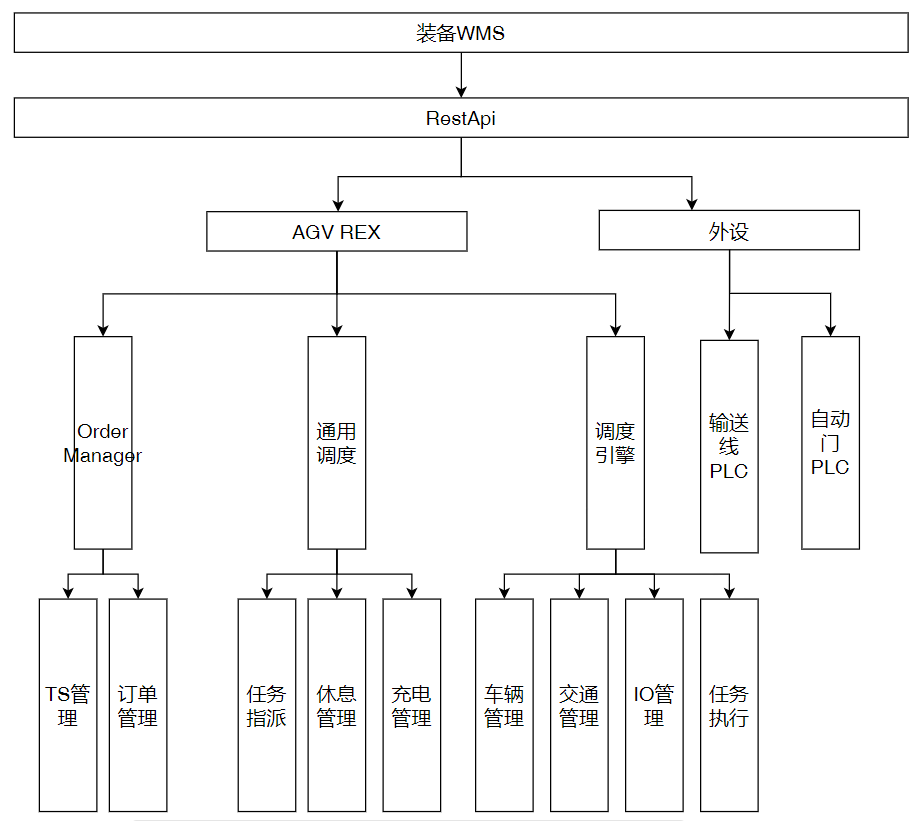 装备WMS
RestApi
AGV REX
外设
Order
Manager
通用
调度
调度
引擎
输送
线
PLC
自动
门
PLC
TS管
理
订单
管理
任务
指派
休息
管理
充电
管理
车辆
管理
交通
管理
IO管
理
任务
执行